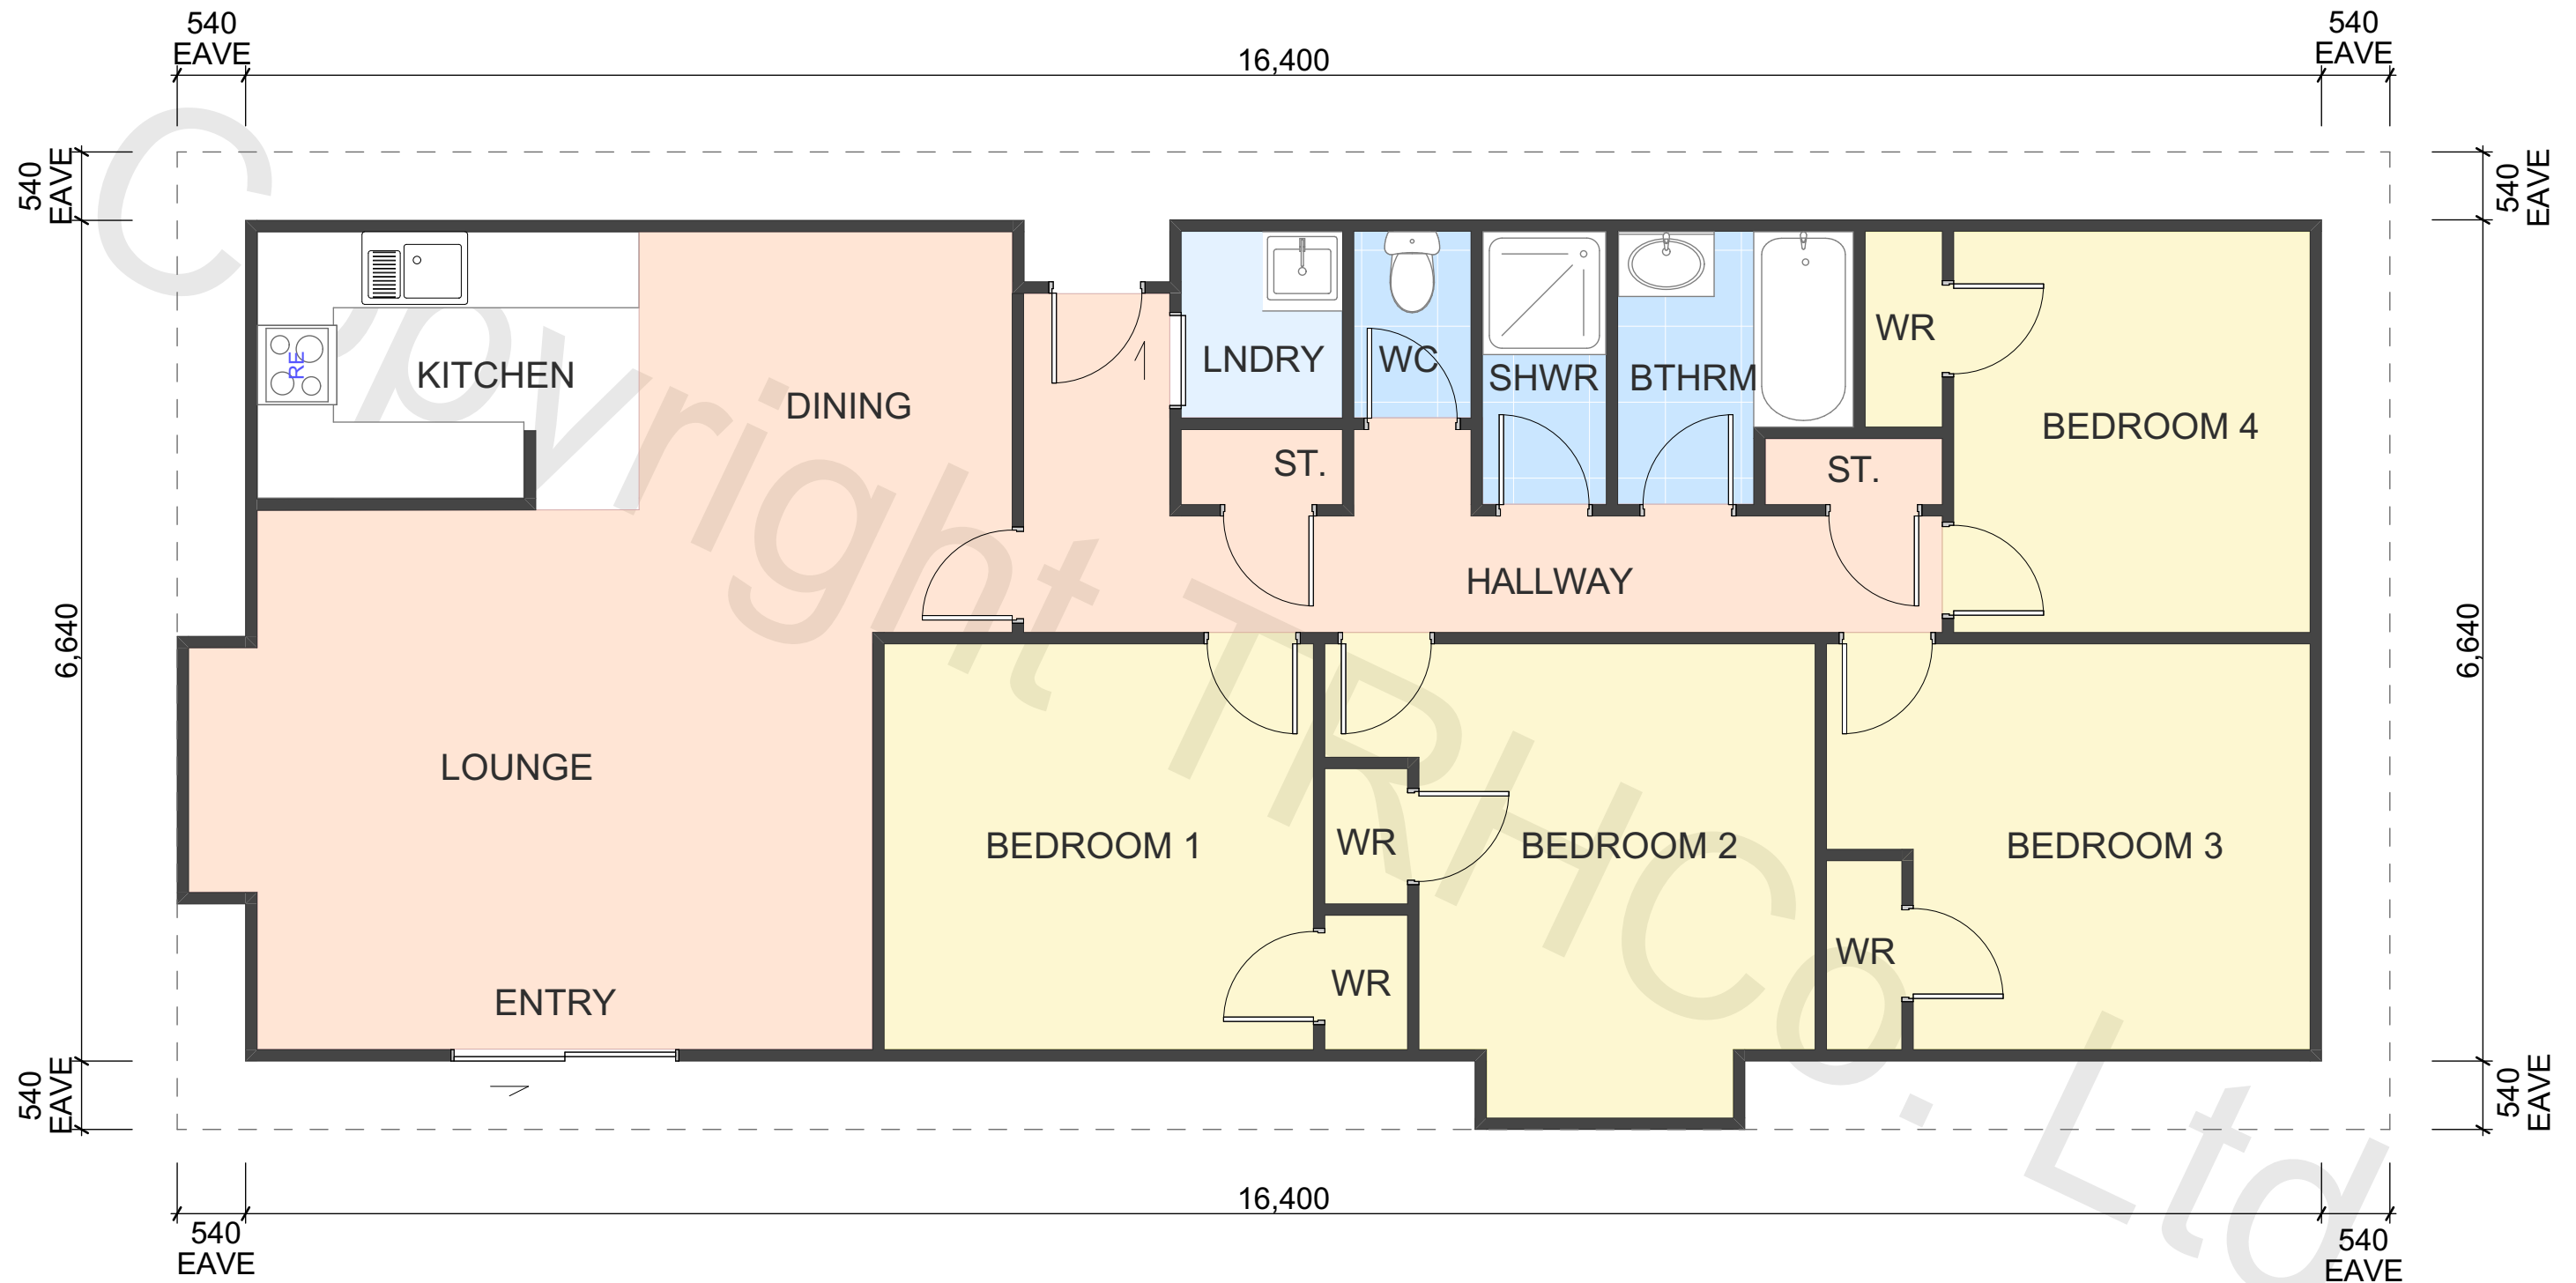 540
EAVE
16,400
540
EAVE
540
EAVE
540
EAVE
KITCHEN
RE
DINING
LNDRY
WC
SHWR
BTHRM
WR
BEDROOM 4
ST.
ST.
HALLWAY
6,640
6,640
LOUNGE
BEDROOM 1
WR
BEDROOM 2
BEDROOM 3
WR
WR
ENTRY
540
EAVE
540
EAVE
16,400
540
EAVE
540
EAVE
Copyright TRHCo. Ltd